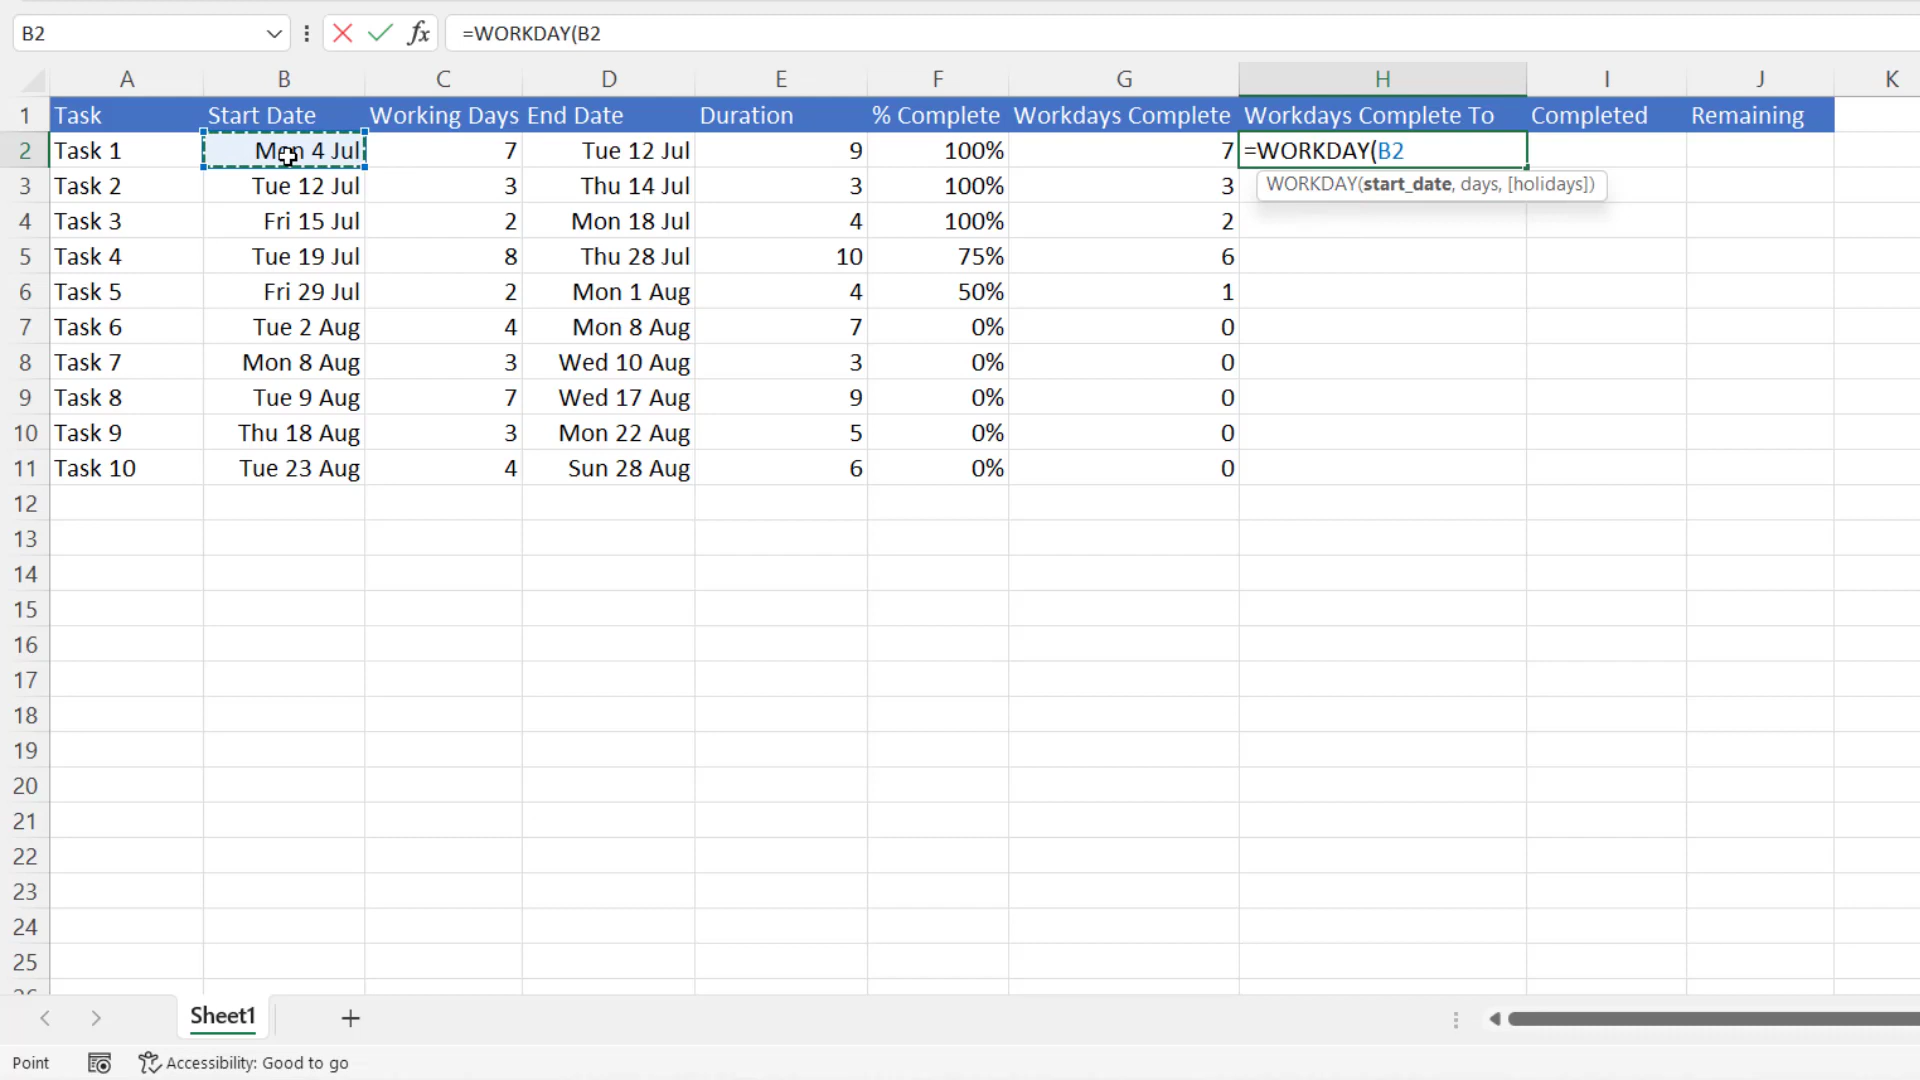 B2 fx =WORKDAY(B2
A B C D E F G H I J K
1 Task Start Date Working Days End Date Duration % Complete Workdays Complete Workdays Complete To Completed Remaining
2 Task 1 Mon 4 Jul 7 Tue 12 Jul 9 100% 7 =WORKDAY(B2
WORKDAY(start_date, days, [holidays])
3 Task 2 Tue 12 Jul 3 Thu 14 Jul 3 100% 3
4 Task 3 Fri 15 Jul 2 Mon 18 Jul 4 100% 2
5 Task 4 Tue 19 Jul 8 Thu 28 Jul 10 75% 6
6 Task 5 Fri 29 Jul 2 Mon 1 Aug 4 50% 1
7 Task 6 Tue 2 Aug 4 Mon 8 Aug 7 0% 0
8 Task 7 Mon 8 Aug 3 Wed 10 Aug 3 0% 0
9 Task 8 Tue 9 Aug 7 Wed 17 Aug 9 0% 0
10 Task 9 Thu 18 Aug 3 Mon 22 Aug 5 0% 0
11 Task 10 Tue 23 Aug 4 Sun 28 Aug 6 0% 0
12
13
14
15
16
17
18
19
20
21
22
23
24
25
Sheet1
Point Accessibility: Good to go